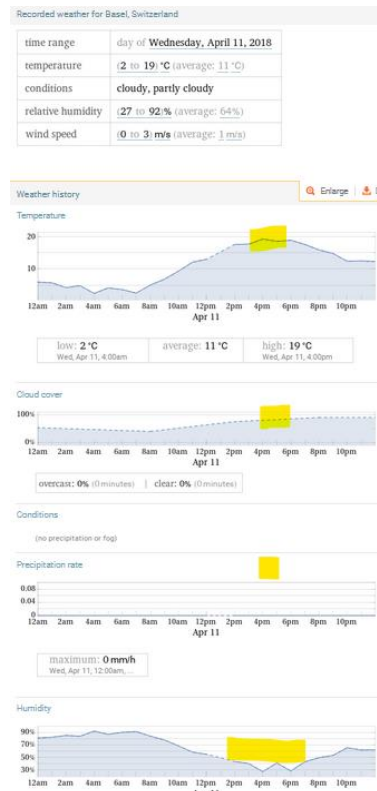 Recorded weather for Basel, Switzerland
time range day of Wednesday, April 11, 2018
temperature (2 to 19) °C (average: 11 °C)
conditions cloudy, partly cloudy
relative humidity (27 to 92)% (average: 64%)
wind speed (0 to 3) m/s (average: 1 m/s)
Weather history Enlarge
Temperature
20
10
12am 2am 4am 6am 8am 10am 12pm 2pm 4pm 6pm 8pm 10pm
Apr 11
low: 2 °C average: 11 °C high: 19 °C
Wed, Apr 11, 4:00am Wed, Apr 11, 4:00pm
Cloud cover
100%
0%
12am 2am 4am 6am 8am 10am 12pm 2pm 4pm 6pm 8pm 10pm
Apr 11
overcast: 0% (0 minutes) | clear: 0% (0 minutes)
Conditions
(no precipitation or fog)
Precipitation rate
0.08
0.04
0
12am 2am 4am 6am 8am 10am 12pm 2pm 4pm 6pm 8pm 10pm
Apr 11
maximum: 0 mm/h
Wed, Apr 11, 12:00am, ...
Humidity
90%
70%
50%
30%
12am 2am 4am 6am 8am 10am 12pm 2pm 4pm 6pm 8pm 10pm